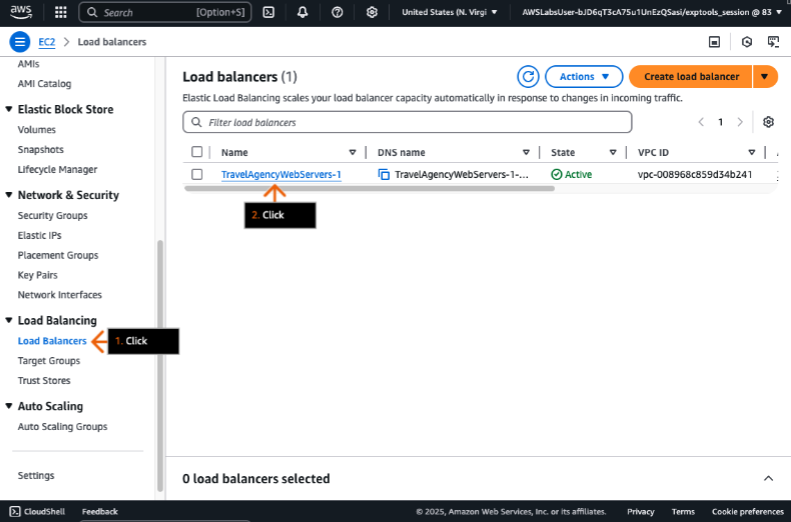 aws
Search [Option+S]
United States (N. Virgi
AWSLabsUser-bJD6qT3cA75u1UnEzQSasi/exptools_session @ 83
EC2 > Load balancers
AMIs
AMI Catalog
Elastic Block Store
Volumes
Snapshots
Lifecycle Manager
Network & Security
Security Groups
Elastic IPs
Placement Groups
Key Pairs
Network Interfaces
Load Balancing
Load Balancers
1. Click
Target Groups
Trust Stores
Auto Scaling
Auto Scaling Groups
Settings
Load balancers (1)
Actions
Create load balancer
Elastic Load Balancing scales your load balancer capacity automatically in response to changes in incoming traffic.
Filter load balancers
1
Name DNS name State VPC ID
TravelAgencyWebServers-1 TravelAgencyWebServers-1-... Active vpc-008968c859d34b241
2. Click
0 load balancers selected
CloudShell Feedback © 2025, Amazon Web Services, Inc. or its affiliates. Privacy Terms Cookie preferences